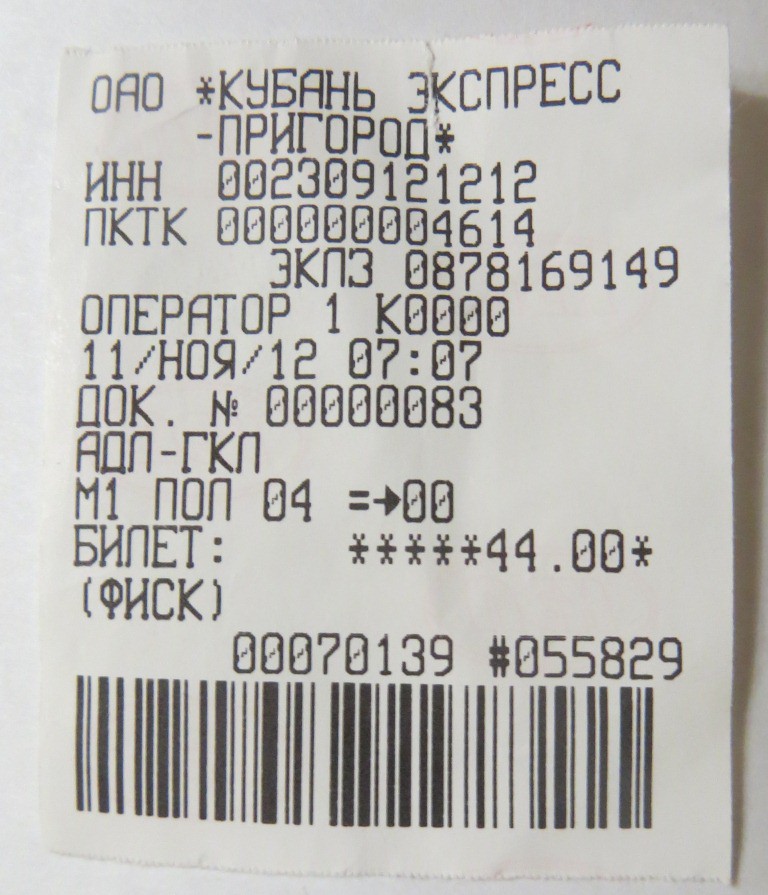 ОАО *КУБАНЬ ЭКСПРЕСС
-ПРИГОРОД*
ИНН 002309121212
ПКТК 000000004614
ЭКЛЗ 0878169149
ОПЕРАТОР 1 К0000
11/НОЯ/12 07:07
ДОК. № 00000083
АДЛ-ГКЛ
М1 ПОЛ 04 =➔00
БИЛЕТ: *****44.00*
(ФИСК)
00070139 #055829